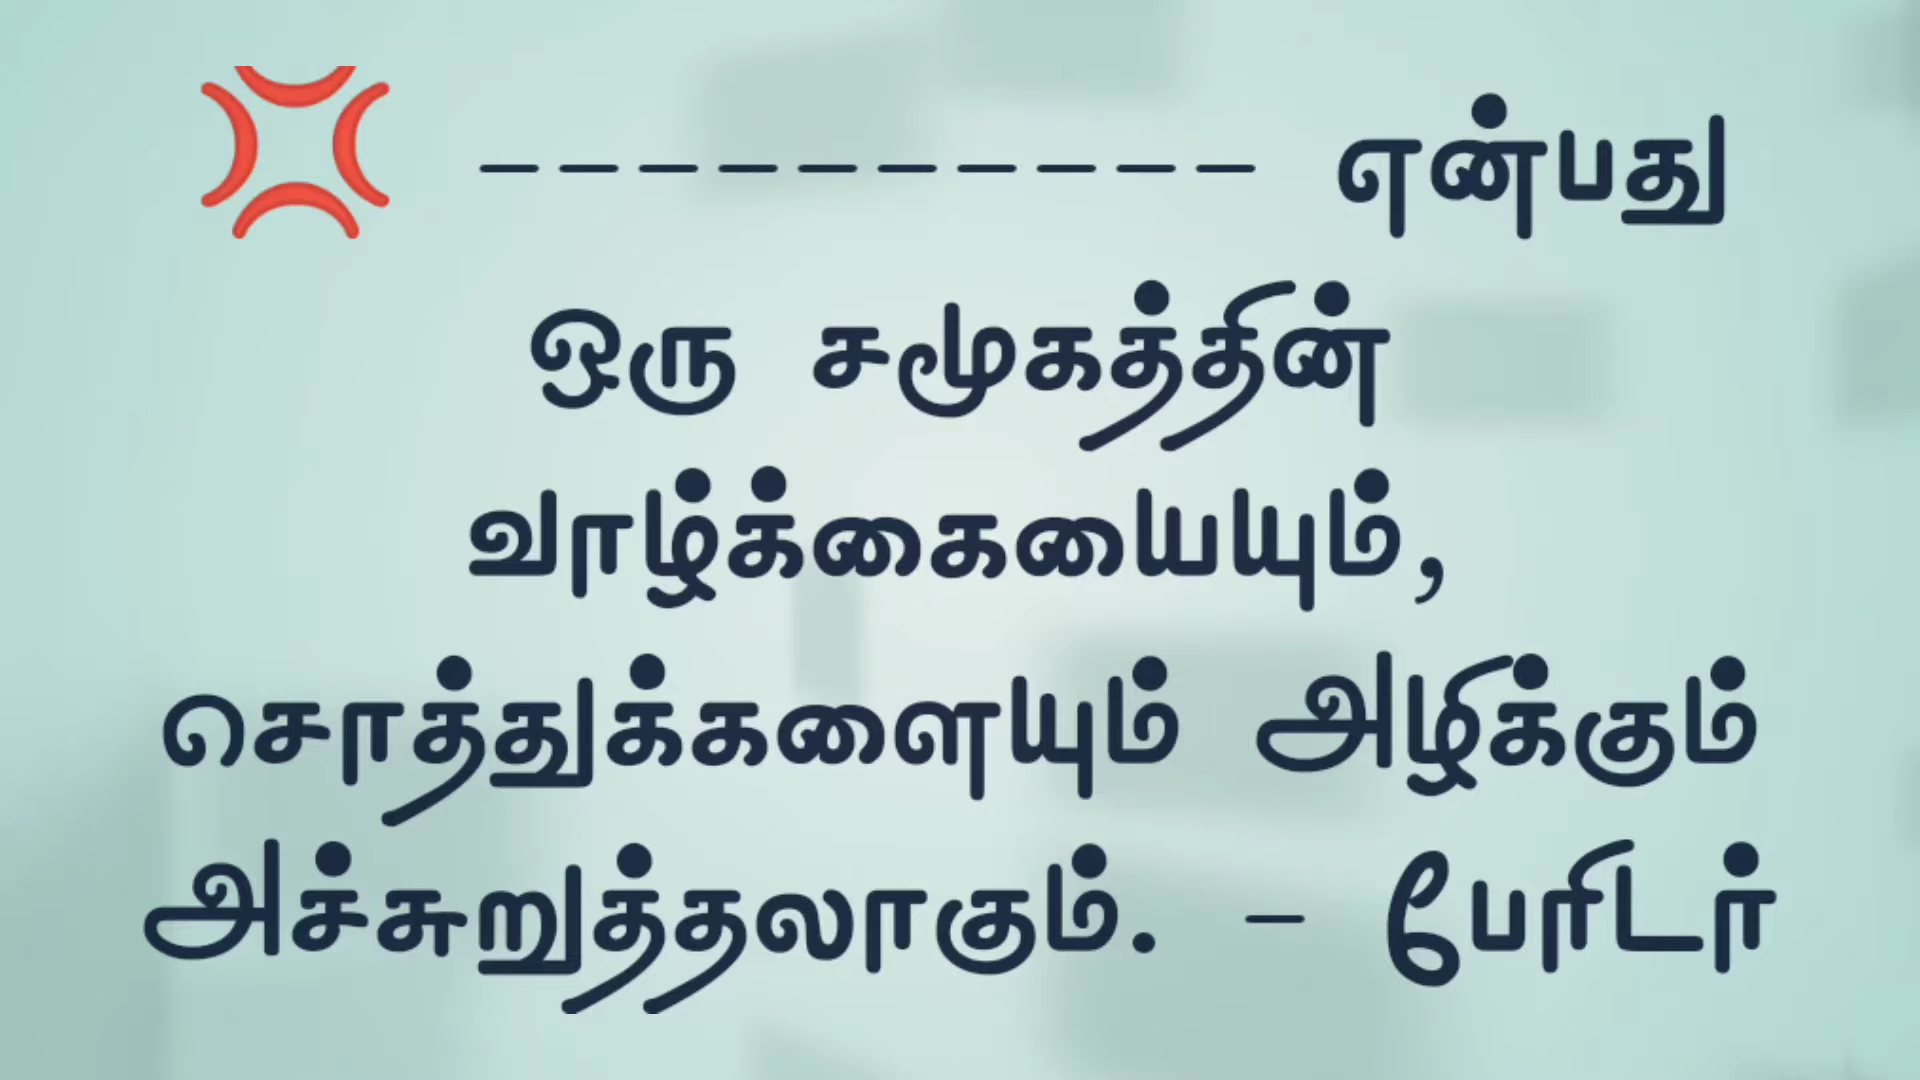 ---------- என்பது
ஒரு சமூகத்தின்
வாழ்க்கையையும்,
சொத்துக்களையும் அழிக்கும்
அச்சுறுத்தலாகும். - பேரிடர்